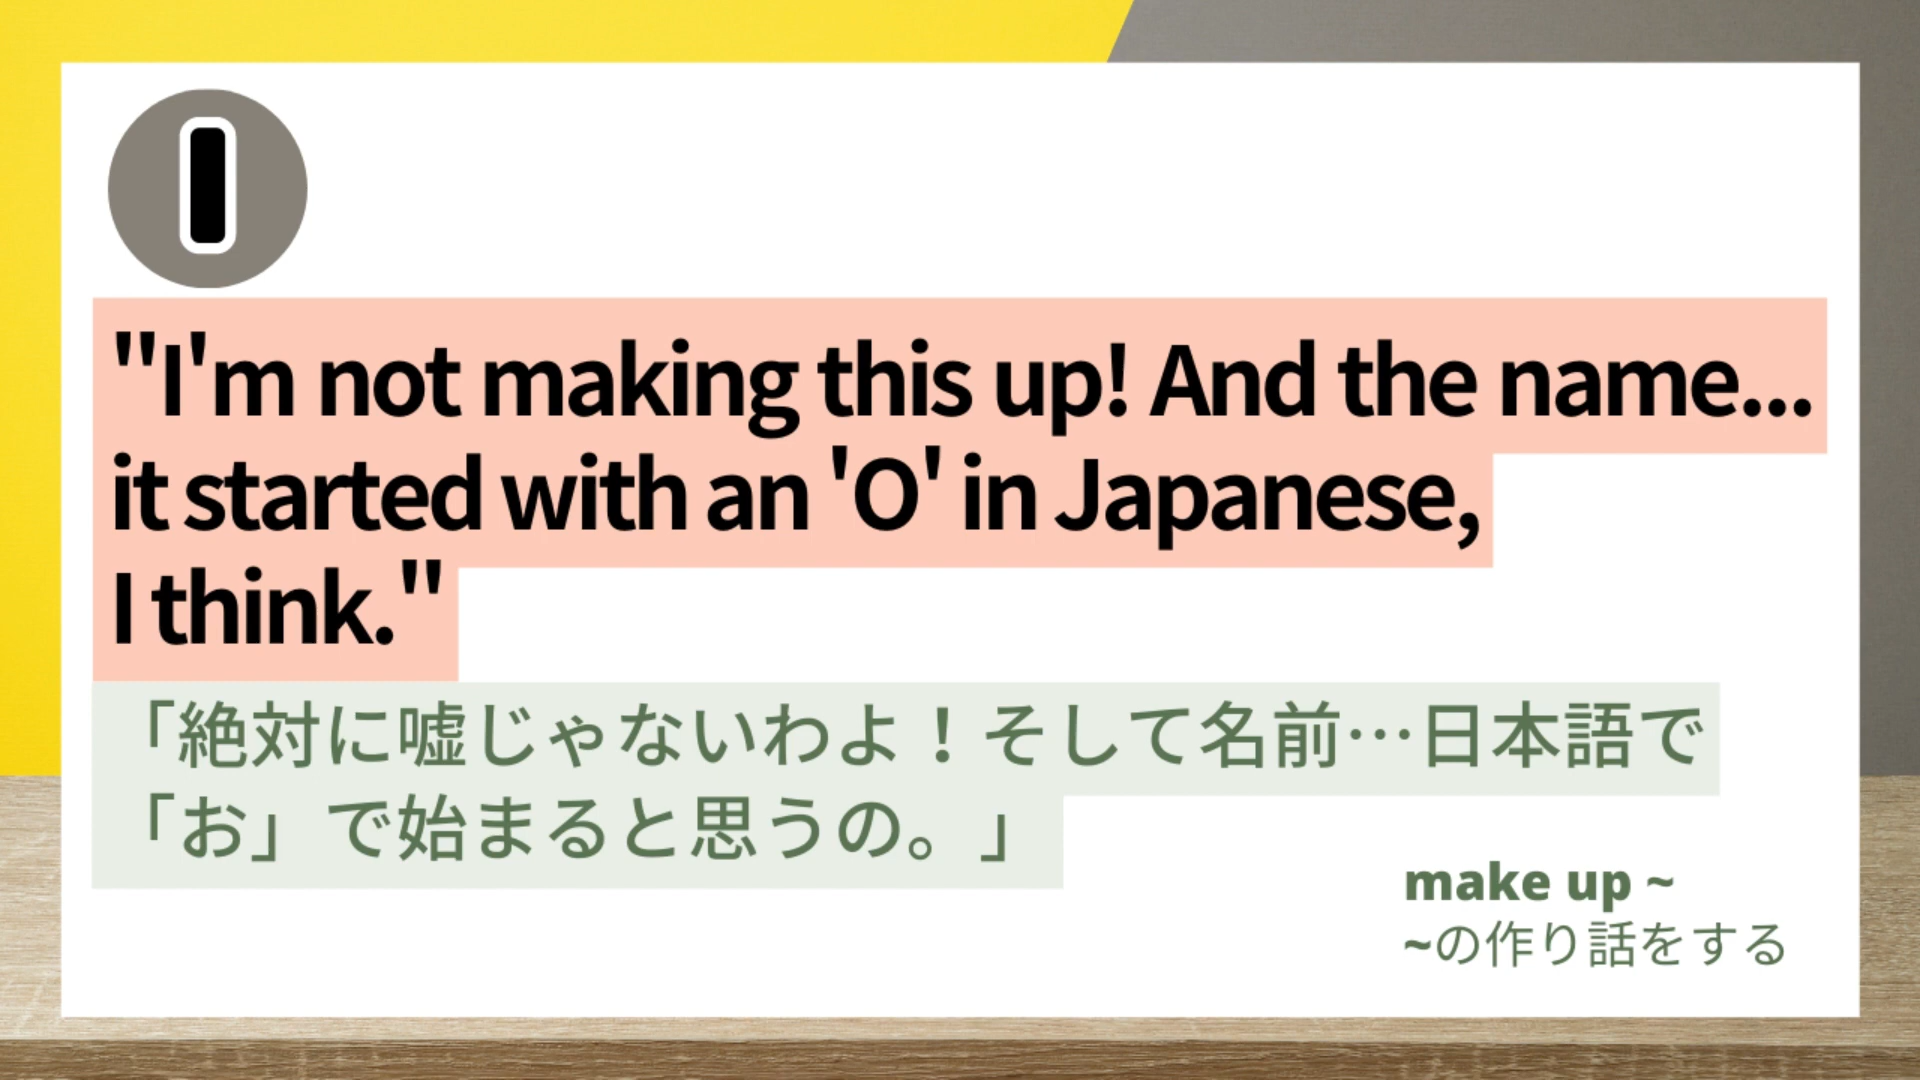 I
"I'm not making this up! And the name...
it started with an 'O' in Japanese,
I think."
「絶対に嘘じゃないわよ！そして名前…日本語で
「お」で始まると思うの。」
make up ~
~の作り話をする